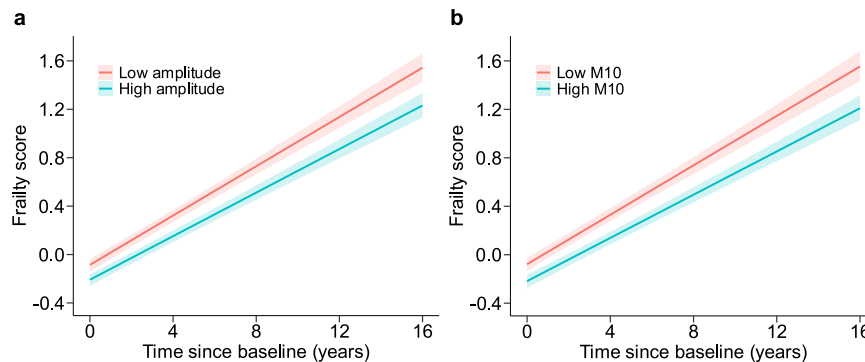 a
Low amplitude
High amplitude
Frailty score
1.6
1.2
0.8
0.4
0.0
-0.4
0 4 8 12 16
Time since baseline (years)
b
Low M10
High M10
Frailty score
1.6
1.2
0.8
0.4
0.0
-0.4
0 4 8 12 16
Time since baseline (years)